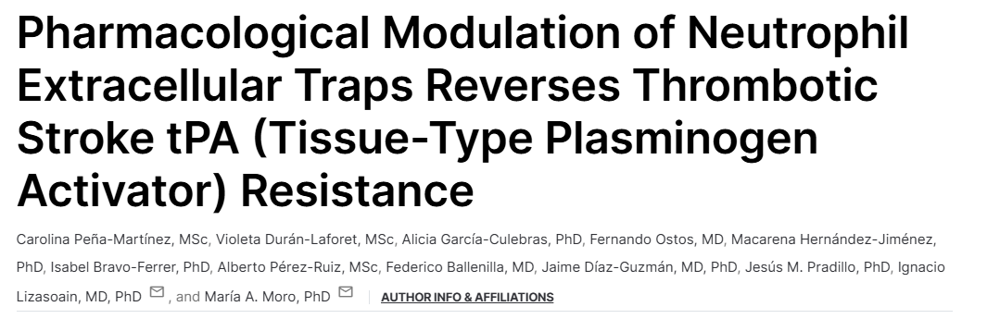 Pharmacological Modulation of Neutrophil
Extracellular Traps Reverses Thrombotic
Stroke tPA (Tissue-Type Plasminogen
Activator) Resistance
Carolina Peña-Martínez, MSc, Violeta Durán-Laforet, MSc, Alicia García-Culebras, PhD, Fernando Ostos, MD, Macarena Hernández-Jiménez,
PhD, Isabel Bravo-Ferrer, PhD, Alberto Pérez-Ruiz, MSc, Federico Ballenilla, MD, Jaime Díaz-Guzmán, MD, PhD, Jesús M. Pradillo, PhD, Ignacio
Lizasoain, MD, PhD, and María A. Moro, PhD AUTHOR INFO & AFFILIATIONS